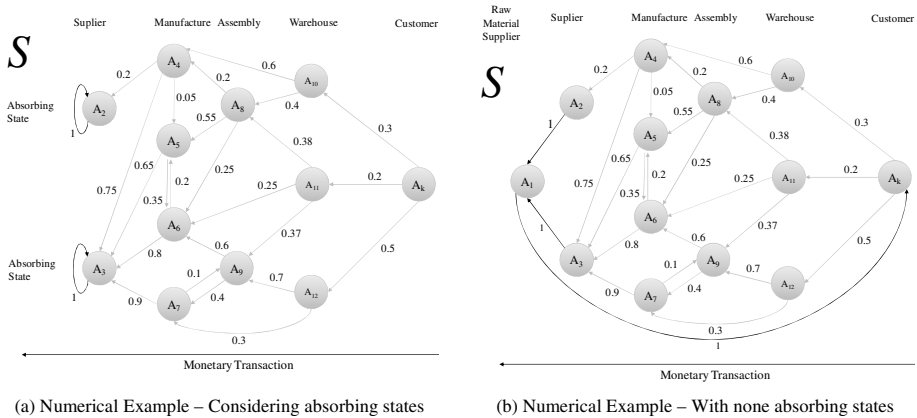 Suplier Manufacture Assembly Warehouse Customer
S
A4
0.6
A10
0.2
0.2
Absorbing
State
A2
0.05
A8
0.4
1
0.55
0.3
A5
0.38
0.65
0.25
0.75
0.2
0.25
A11
0.2
Ak
0.35
A6
0.37
0.6
0.5
Absorbing
State
A3
0.8
0.1
A9
0.7
1
0.9
0.4
A12
A7
0.3
Monetary Transaction
(a) Numerical Example – Considering absorbing states
Raw
Material
Supplier
Suplier Manufacture Assembly Warehouse Customer
S
A4
0.6
A10
0.2
0.2
A2
0.05
A8
0.4
0.55
0.3
1
A5
0.38
0.65
0.25
0.25
0.2
A1
0.75
0.35
0.2
A11
Ak
A6
0.37
1
0.6
0.5
0.8
A3
0.1
A9
0.7
0.9
0.4
A12
A7
0.3
1
Monetary Transaction
(b) Numerical Example – With none absorbing states